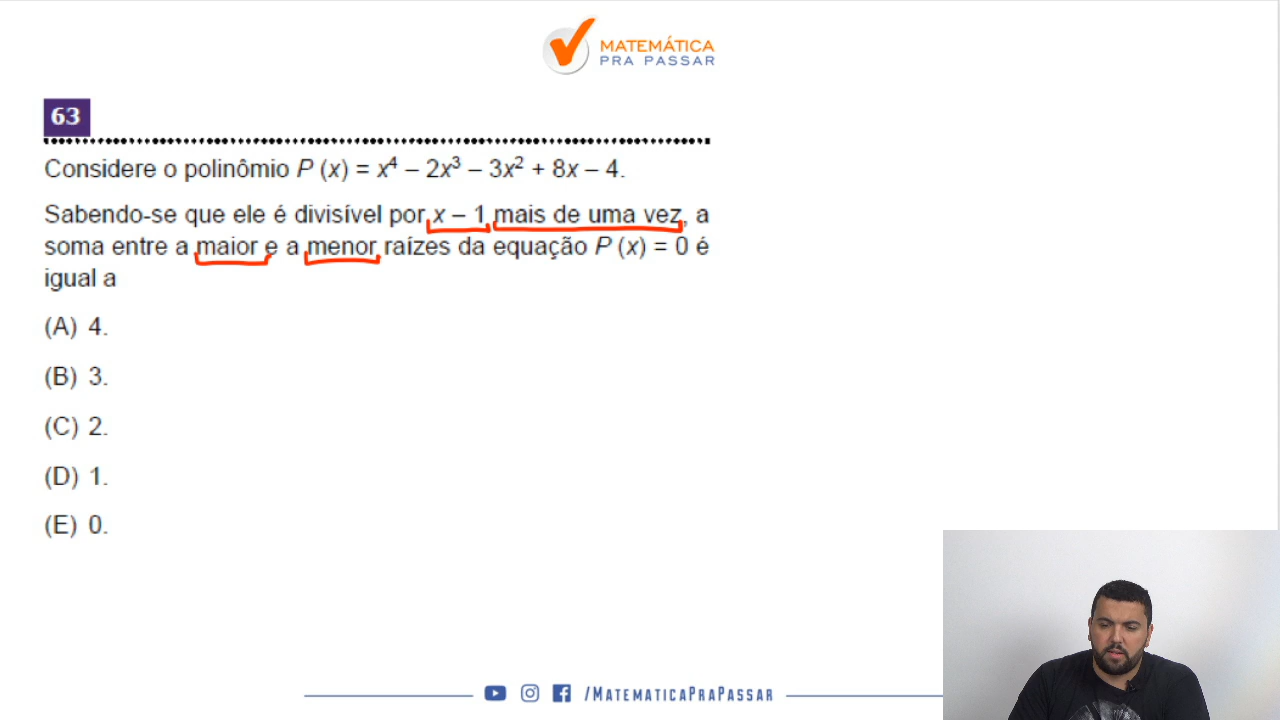 MATEMÁTICA
PRA PASSAR
63
Considere o polinômio P (x) = x⁴ – 2x³ – 3x² + 8x – 4.
Sabendo-se que ele é divisível por x – 1 mais de uma vez, a
soma entre a maior e a menor raízes da equação P (x) = 0 é
igual a
(A) 4.
(B) 3.
(C) 2.
(D) 1.
(E) 0.
/MATEMATICAPRAPASSAR